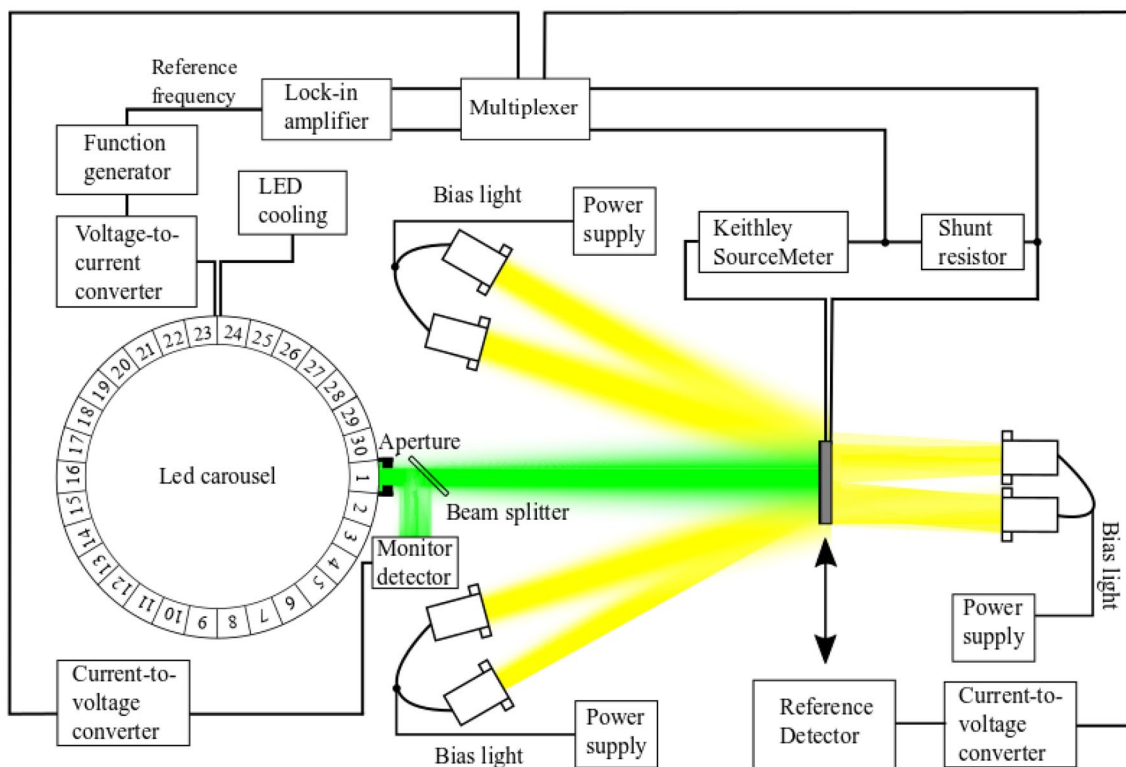 Reference
frequency
Lock-in
amplifier
Multiplexer
Function
generator
LED
cooling
Voltage-to-
current
converter
Bias light
Power
supply
Keithley
SourceMeter
Shunt
resistor
1
2
3
4
5
6
7
8
9
10
11
12
13
14
15
16
17
18
19
20
21
22
23
24
25
26
27
28
29
30
Led carousel
Aperture
Beam splitter
Monitor
detector
Bias light
Power
supply
Current-to-
voltage
converter
Bias light
Power
supply
Reference
Detector
Current-to-
voltage
converter